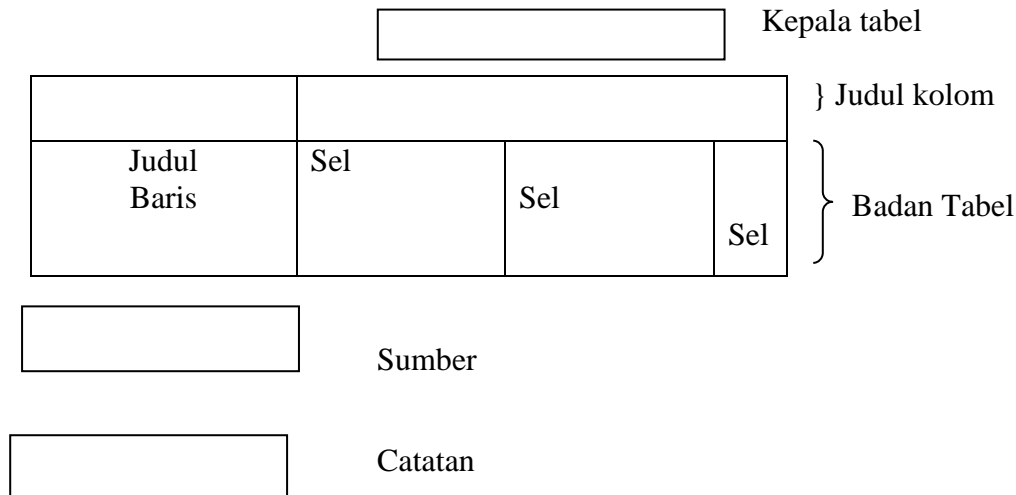 Kepala tabel
} Judul kolom
Judul
Baris
Sel
Sel
Sel
Badan Tabel
Sumber
Catatan